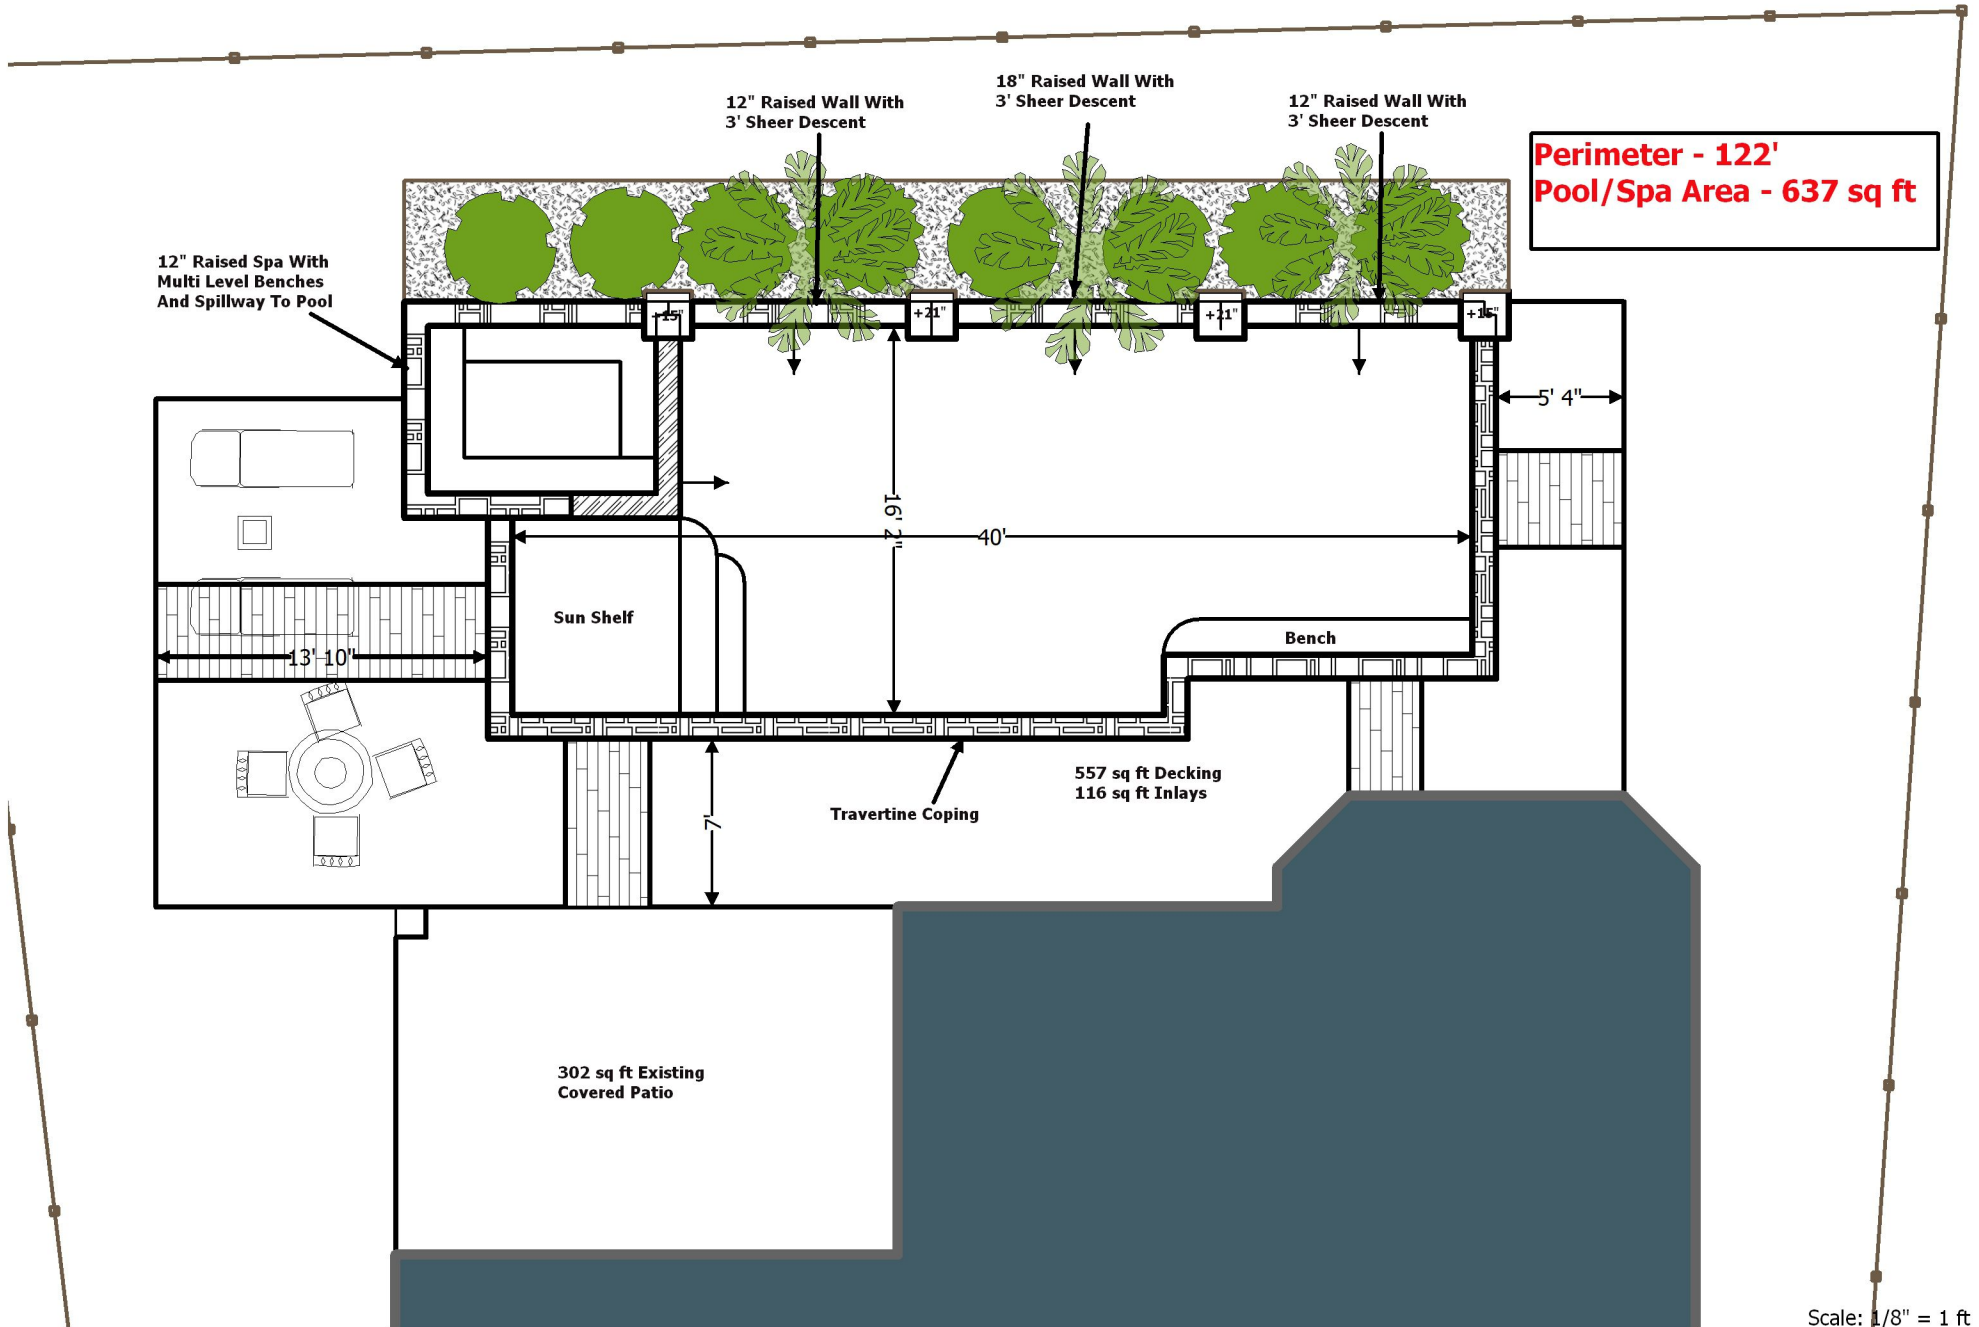 18" Raised Wall With
3' Sheer Descent
12" Raised Wall With
3' Sheer Descent
12" Raised Wall With
3' Sheer Descent
Perimeter - 122'
Pool/Spa Area - 637 sq ft
12" Raised Spa With
Multi Level Benches
And Spillway To Pool
+15"
+21"
+21"
+15"
5' 4"
16' 2"
40'
Sun Shelf
Bench
13' 10"
7'
557 sq ft Decking
116 sq ft Inlays
Travertine Coping
302 sq ft Existing
Covered Patio
Scale: 1/8" = 1 ft